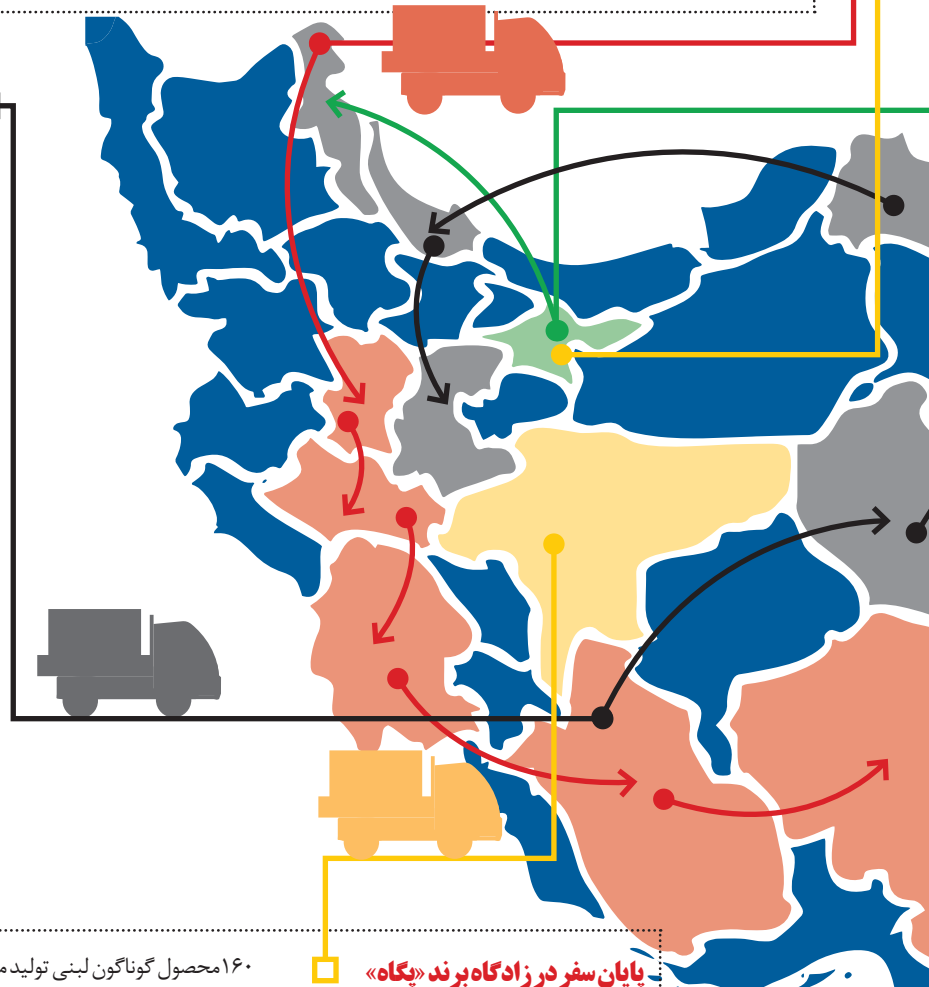 پایان سفر در زادگاه برند «پگاه»
۱۶۰محصول گوناگون لبنی تولید